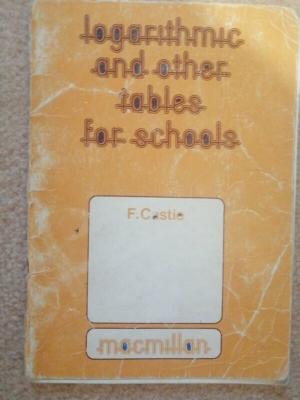 logarithmic
and other
tables
for schools
F.Castle
macmillan